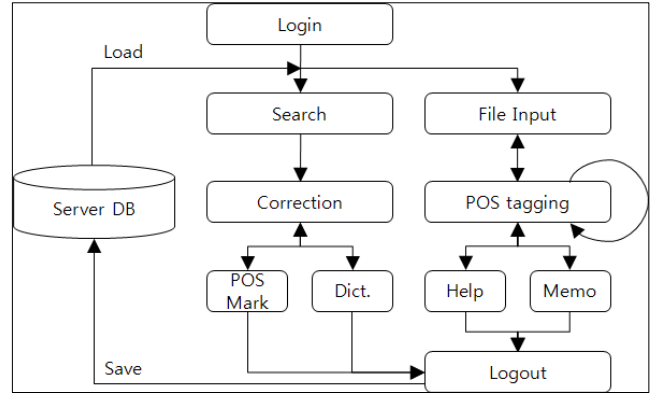 Login
Load
Search
File Input
Server DB
Correction
POS tagging
POS
Mark
Dict.
Help
Memo
Save
Logout